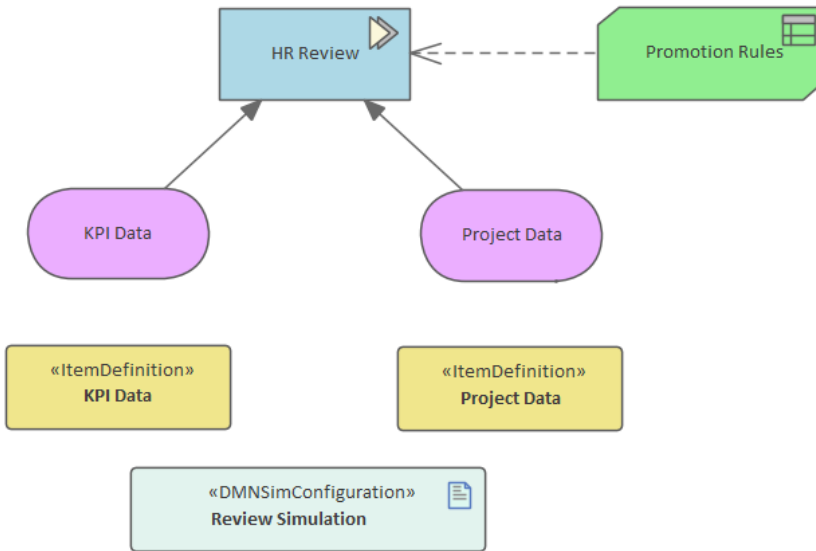 HR Review
Promotion Rules
KPI Data
Project Data
«ItemDefinition»
KPI Data
«ItemDefinition»
Project Data
«DMNSimConfiguration»
Review Simulation